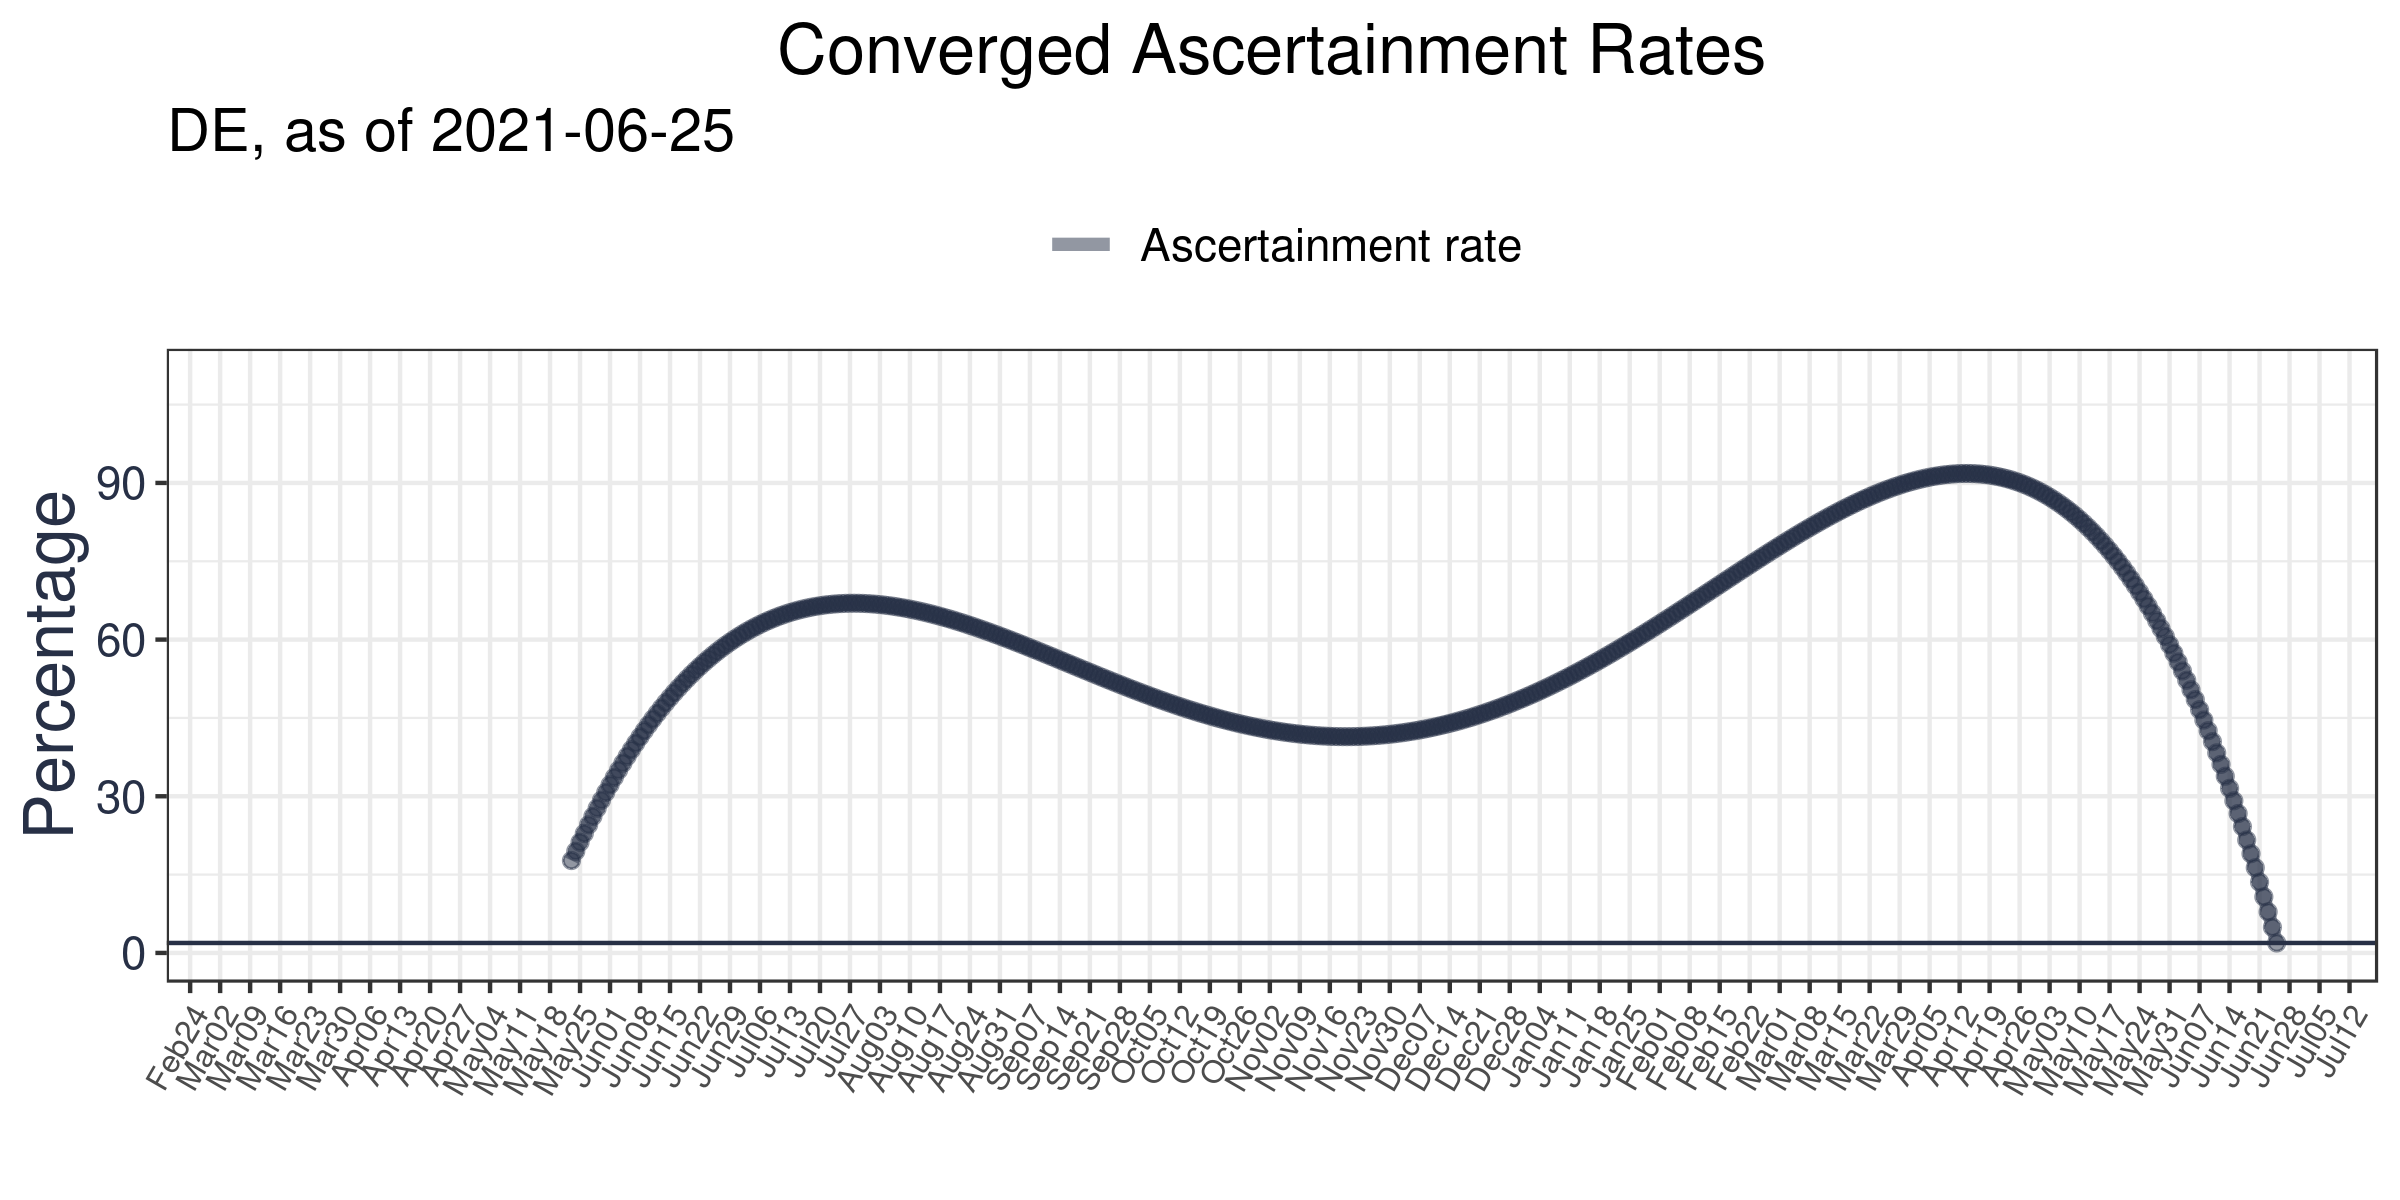 Converged Ascertainment Rates
DE, as of 2021-06-25
Ascertainment rate
Percentage
90
60
30
0
Feb24
Mar02
Mar09
Mar16
Mar23
Mar30
Apr06
Apr13
Apr20
Apr27
May04
May11
May18
May25
Jun01
Jun08
Jun15
Jun22
Jun29
Jul06
Jul13
Jul20
Jul27
Aug03
Aug10
Aug17
Aug24
Aug31
Sep07
Sep14
Sep21
Sep28
Oct05
Oct12
Oct19
Oct26
Nov02
Nov09
Nov16
Nov23
Nov30
Dec07
Dec14
Dec21
Dec28
Jan04
Jan11
Jan18
Jan25
Feb01
Feb08
Feb15
Feb22
Mar01
Mar08
Mar15
Mar22
Mar29
Apr05
Apr12
Apr19
Apr26
May03
May10
May17
May24
May31
Jun07
Jun14
Jun21
Jun28
Jul05
Jul12